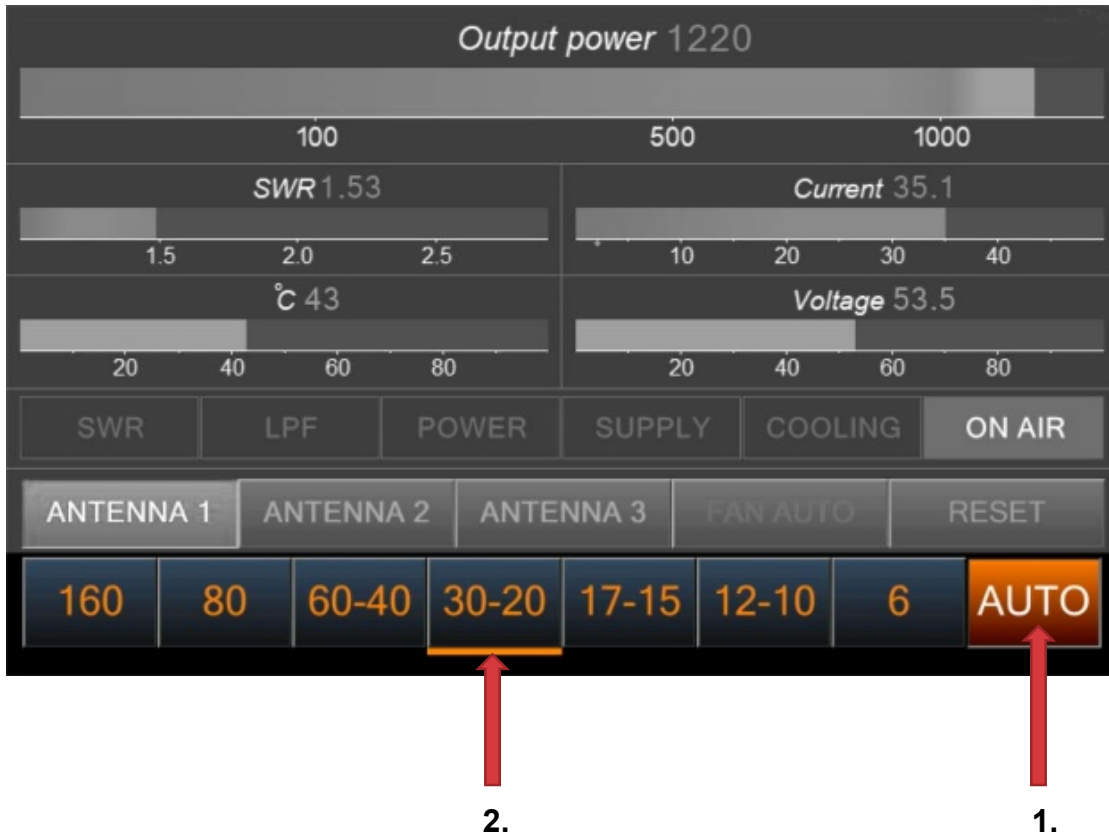 Output power 1220
100 500 1000
SWR 1.53 Current 35.1
1.5 2.0 2.5 10 20 30 40
°C 43 Voltage 53.5
20 40 60 80 20 40 60 80
SWR LPF POWER SUPPLY COOLING ON AIR
ANTENNA 1 ANTENNA 2 ANTENNA 3 FAN AUTO RESET
160 80 60-40 30-20 17-15 12-10 6 AUTO
2. 1.